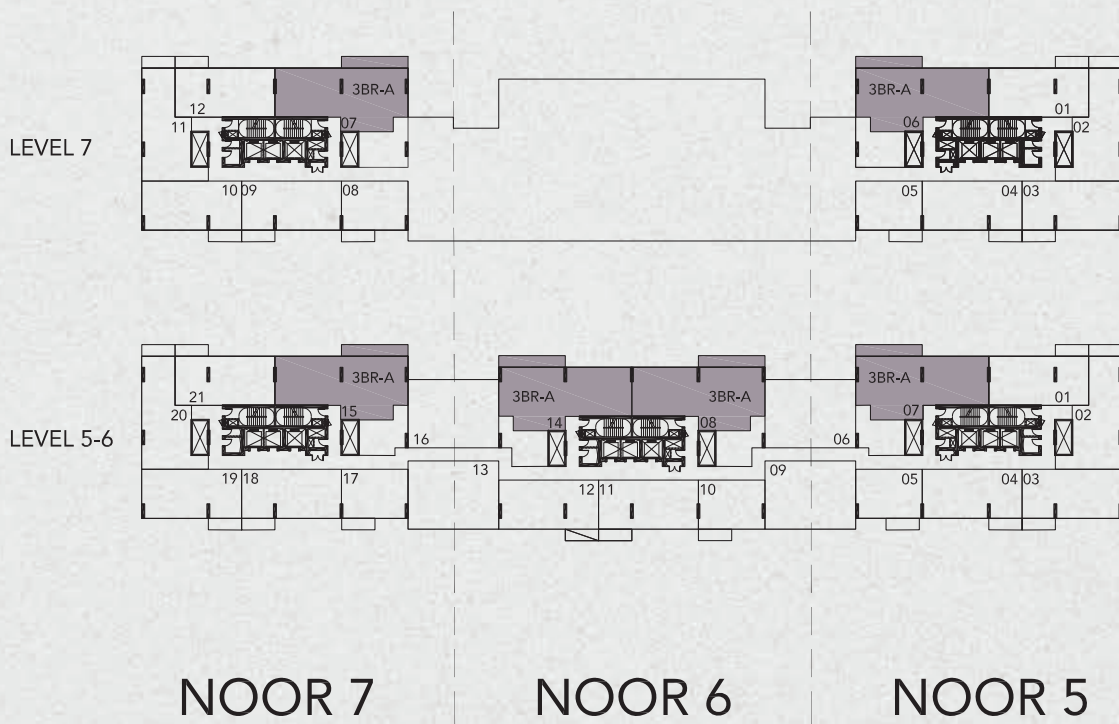 3BR-A 3BR-A
12 01
11 07 06 02
LEVEL 7
10 09 08 05 04 03
3BR-A 3BR-A 3BR-A 3BR-A
21 01
20 15 14 08 07 02
LEVEL 5-6 16 06
13 09
19 18 17 12 11 10 05 04 03
NOOR 7 NOOR 6 NOOR 5